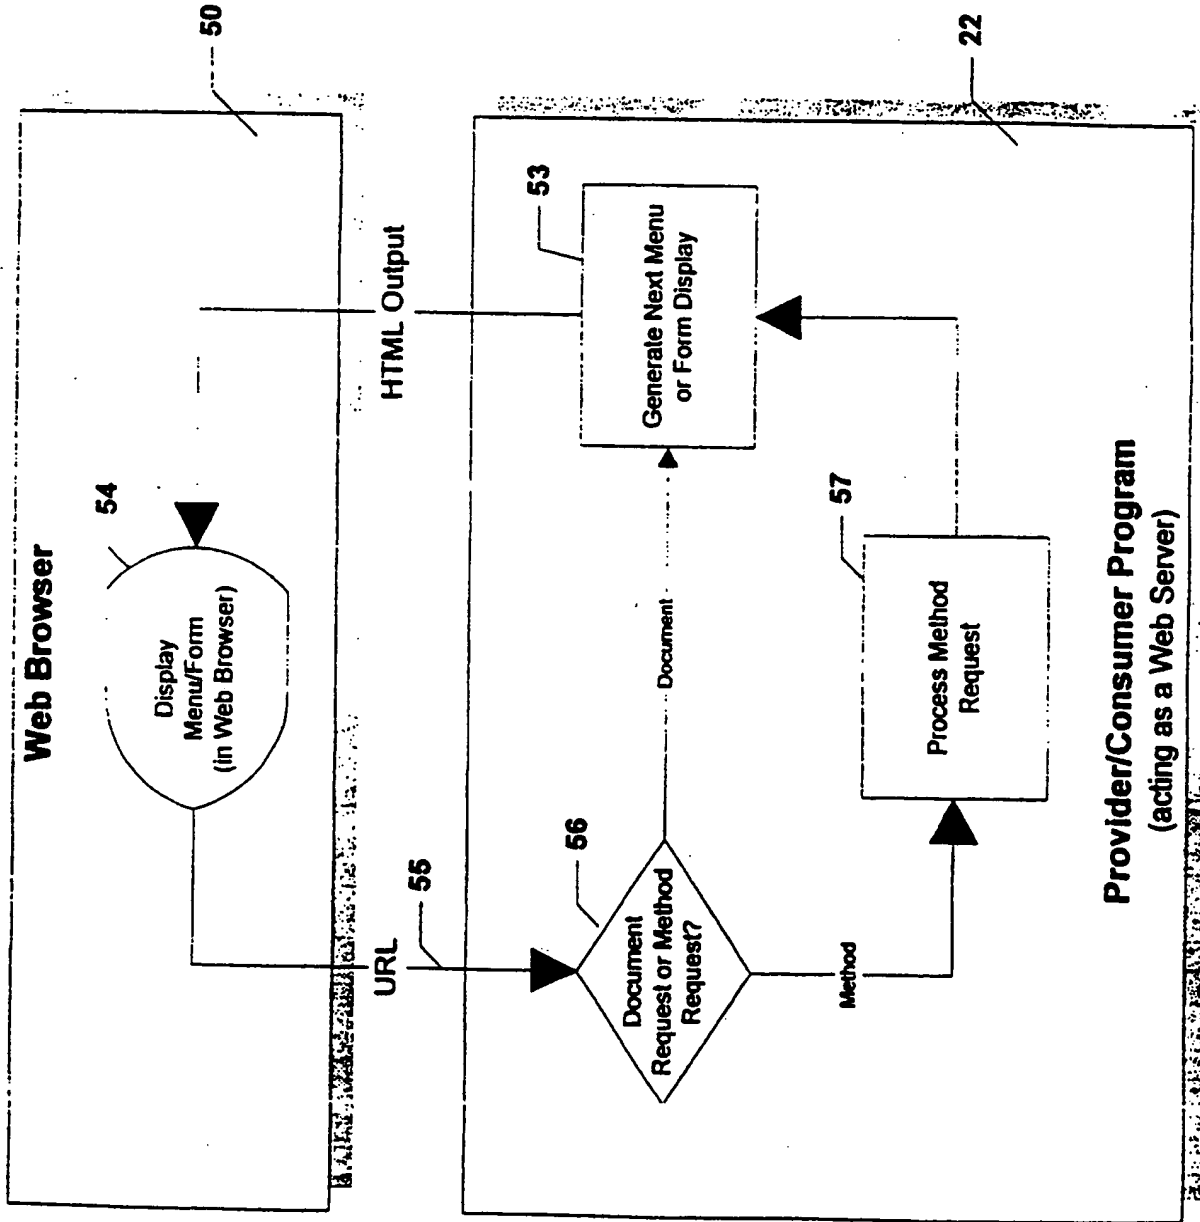 Web Browser
50
54
Display
Menu/Form
(in Web Browser)
URL
55
HTML Output
56
Document
Request or Method
Request?
Document
53
Generate Next Menu
or Form Display
Method
57
Process Method
Request
22
Provider/Consumer Program
(acting as a Web Server)